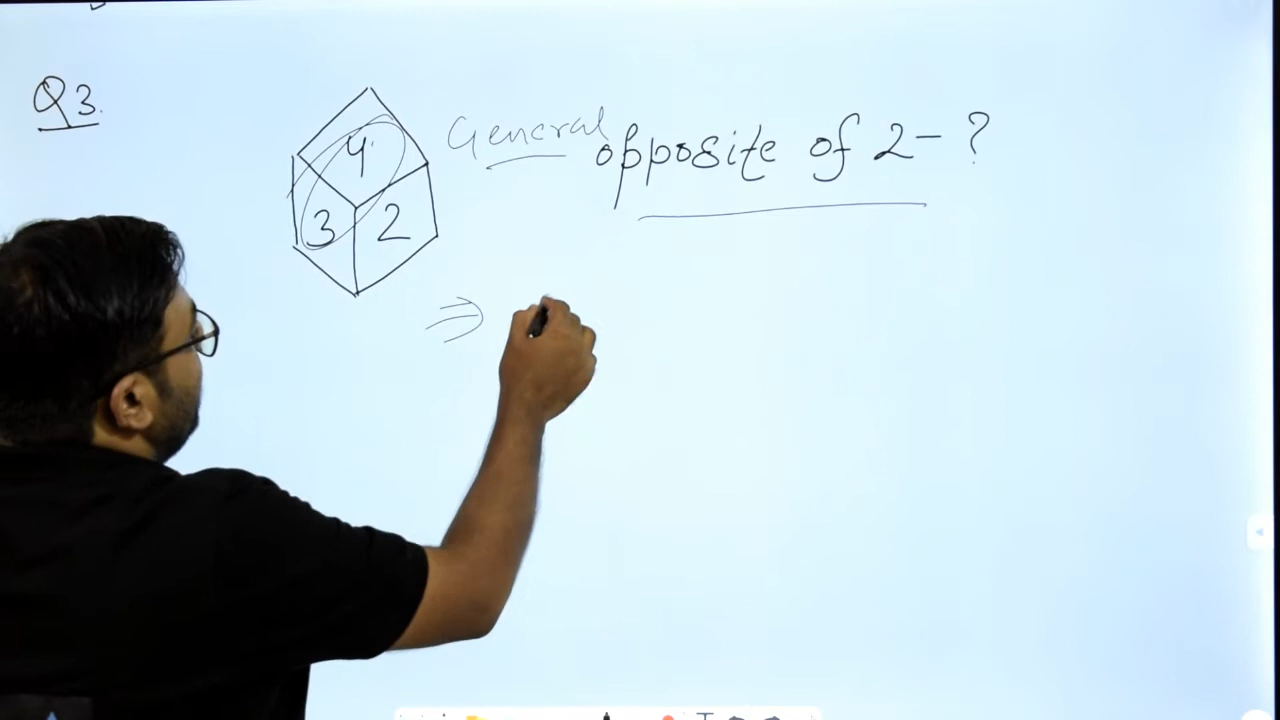 Q3.
General opposite of 2 - ?
4
3 2
⇒